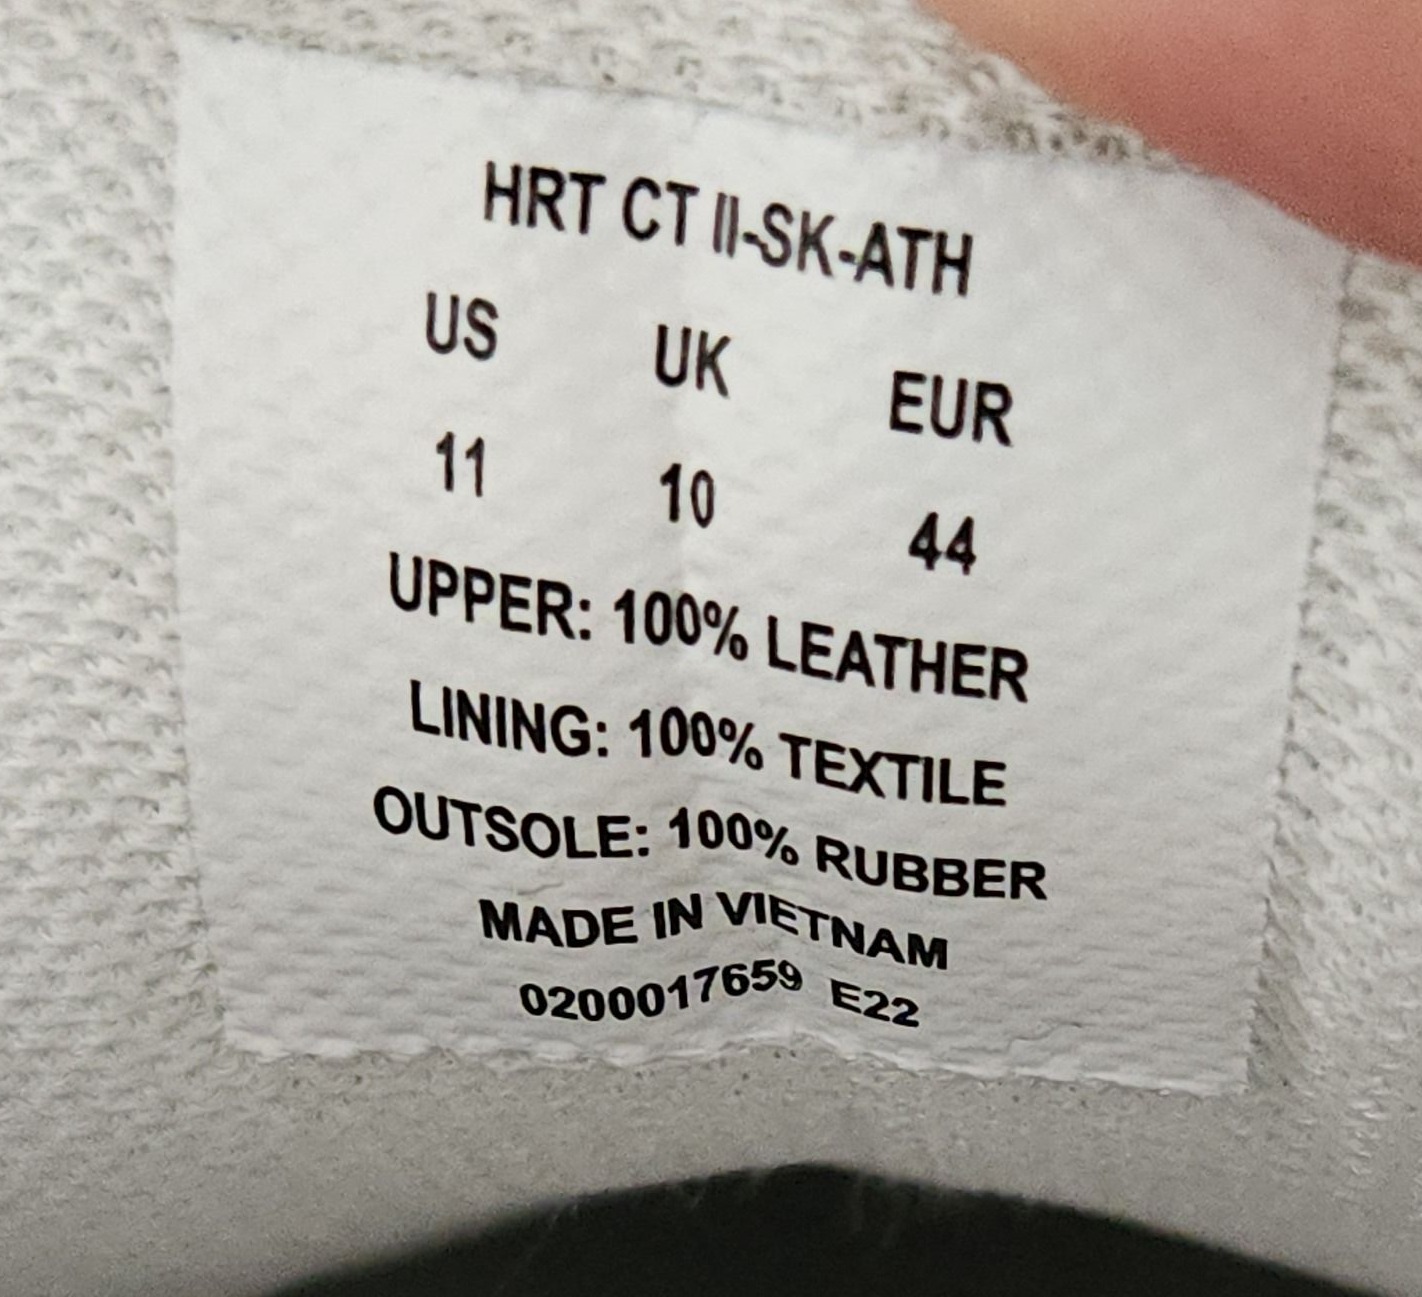 HRT CT II-SK-ATH
US UK EUR
11 10 44
UPPER: 100% LEATHER
LINING: 100% TEXTILE
OUTSOLE: 100% RUBBER
MADE IN VIETNAM
0200017659 E22